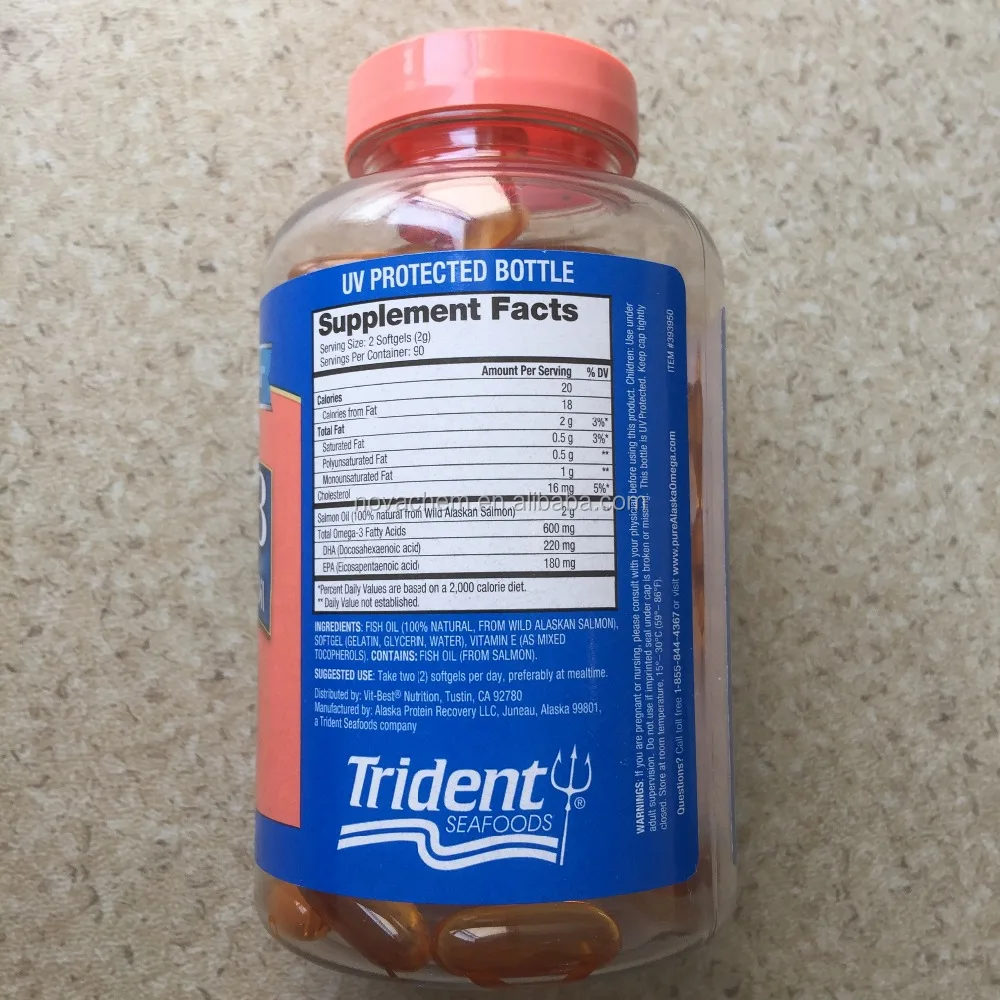 UV PROTECTED BOTTLE
Supplement Facts
Serving Size: 2 Softgels (2g)
Servings Per Container: 90
Amount Per Serving % DV
Calories 20
Calories from Fat 18
Total Fat 2 g 3%*
Saturated Fat 0.5 g 3%*
Polyunsaturated Fat 0.5 g **
Monounsaturated Fat 1 g **
Cholesterol 16 mg 5%*
novachem.en.alibaba.com
Salmon Oil (100% natural from Wild Alaskan Salmon) 2 g
Total Omega-3 Fatty Acids 600 mg
DHA (Docosahexaenoic acid) 220 mg
EPA (Eicosapentaenoic acid) 180 mg
*Percent Daily Values are based on a 2,000 calorie diet.
** Daily Value not established.
INGREDIENTS: FISH OIL (100% NATURAL, FROM WILD ALASKAN SALMON),
SOFTGEL (GELATIN, GLYCERIN, WATER), VITAMIN E (AS MIXED
TOCOPHEROLS). CONTAINS: FISH OIL (FROM SALMON).
SUGGESTED USE: Take two (2) softgels per day, preferably at mealtime.
Distributed by: Vit-Best® Nutrition, Tustin, CA 92780
Manufactured by: Alaska Protein Recovery LLC, Juneau, Alaska 99801,
a Trident Seafoods company
Trident
SEAFOODS ®
WARNINGS: If you are pregnant or nursing, please consult with your physician before using this product. Children: Use under
adult supervision. Do not use if imprinted seal under cap is broken or missing. This bottle is UV Protected. Keep cap tightly
closed. Store at room temperature, 15°–30°C (59°–86°F).
Questions? Call toll free 1-855-844-4367 or visit www.pureAlaskaOmega.com
ITEM #393950
3